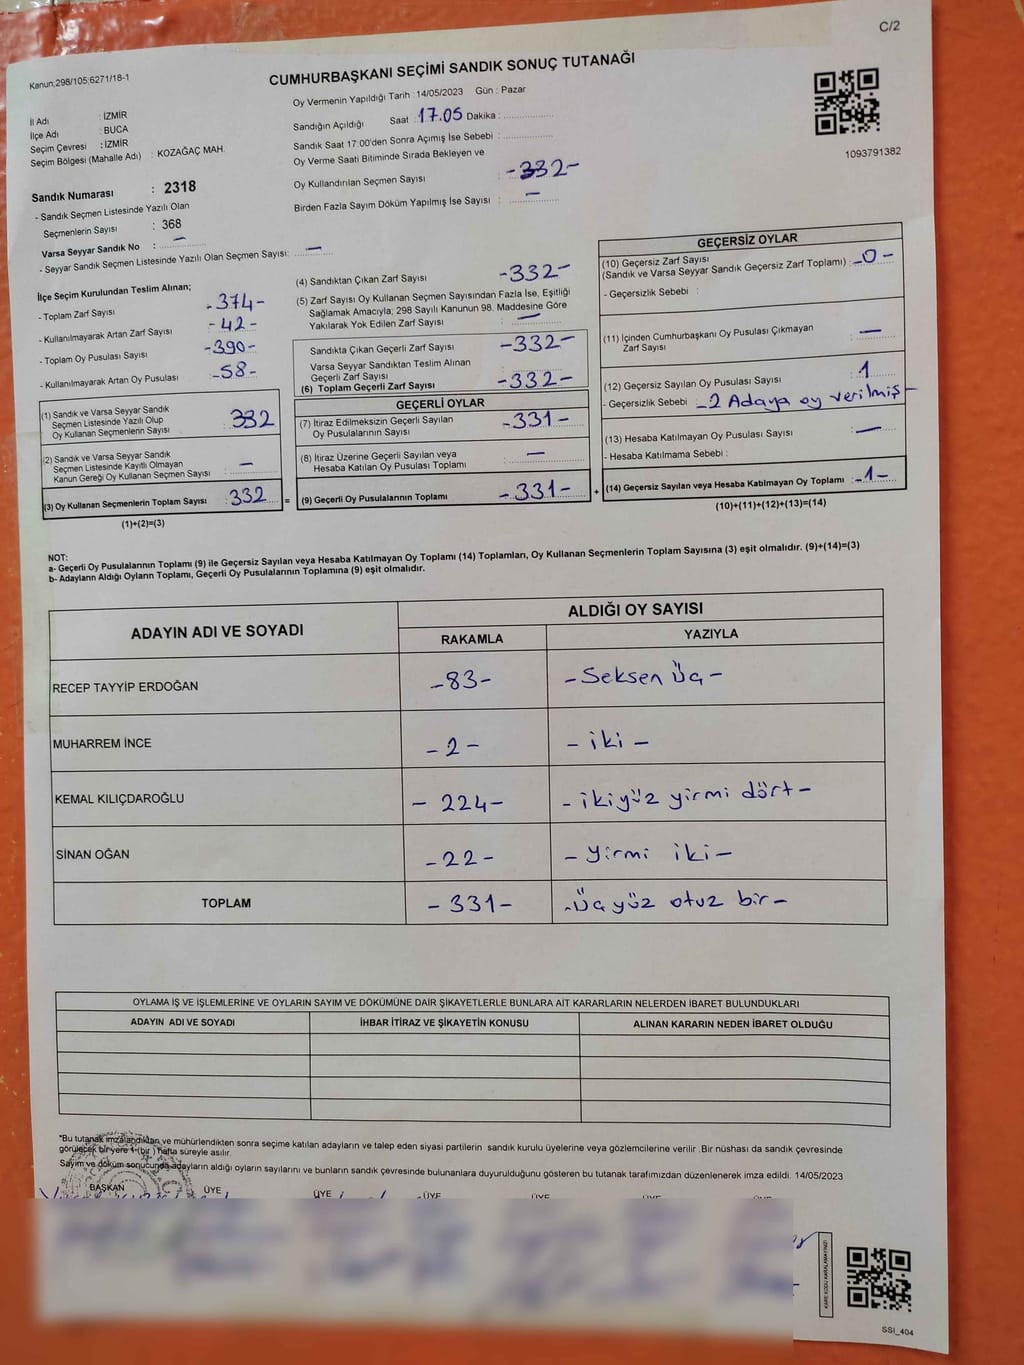 C/2
Kanun:298/105:6271/18-1
CUMHURBAŞKANI SEÇİMİ SANDIK SONUÇ TUTANAĞI
1093791382
İl Adı : İZMİR
İlçe Adı : BUCA
Seçim Çevresi : İZMİR
Seçim Bölgesi (Mahalle Adı) : KOZAĞAÇ MAH.
Sandık Numarası : 2318
- Sandık Seçmen Listesinde Yazılı Olan
Seçmenlerin Sayısı : 368
Varsa Seyyar Sandık No : –
- Seyyar Sandık Seçmen Listesinde Yazılı Olan Seçmen Sayısı: –
Oy Vermenin Yapıldığı Tarih : 14/05/2023 Gün : Pazar
Sandığın Açıldığı Saat : 17.05 Dakika :
Sandık Saat 17:00'den Sonra Açımış İse Sebebi :
Oy Verme Saati Bitiminde Sırada Bekleyen ve
Oy Kullandırılan Seçmen Sayısı : -332-
Birden Fazla Sayım Döküm Yapılmış İse Sayısı : –
İlçe Seçim Kurulundan Teslim Alınan;
- Toplam Zarf Sayısı -374-
- Kullanılmayarak Artan Zarf Sayısı -42-
- Toplam Oy Pusulası Sayısı -390-
- Kullanılmayarak Artan Oy Pusulası -58-
(1) Sandık ve Varsa Seyyar Sandık
Seçmen Listesinde Yazılı Olup
Oy Kullanan Seçmenlerin Sayısı 332
(2) Sandık ve Varsa Seyyar Sandık
Seçmen Listesinde Kayıtlı Olmayan
Kanun Gereği Oy Kullanan Seçmen Sayısı –
(3) Oy Kullanan Seçmenlerin Toplam Sayısı 332 =
(1)+(2)=(3)
(4) Sandıktan Çıkan Zarf Sayısı -332-
(5) Zarf Sayısı Oy Kullanan Seçmen Sayısından Fazla İse, Eşitliği
Sağlamak Amacıyla; 298 Sayılı Kanunun 98. Maddesine Göre
Yakılarak Yok Edilen Zarf Sayısı –
Sandıkta Çıkan Geçerli Zarf Sayısı -332-
Varsa Seyyar Sandıktan Teslim Alınan
Geçerli Zarf Sayısı
(6) Toplam Geçerli Zarf Sayısı -332-
GEÇERLİ OYLAR
(7) İtiraz Edilmeksizin Geçerli Sayılan
Oy Pusulalarının Sayısı -331-
(8) İtiraz Üzerine Geçerli Sayılan veya
Hesaba Katılan Oy Pusulası Toplamı –
(9) Geçerli Oy Pusulalarının Toplamı -331- +
GEÇERSİZ OYLAR
(10) Geçersiz Zarf Sayısı
(Sandık ve Varsa Seyyar Sandık Geçersiz Zarf Toplamı) : -0-
- Geçersizlik Sebebi :
(11) İçinden Cumhurbaşkanı Oy Pusulası Çıkmayan
Zarf Sayısı –
(12) Geçersiz Sayılan Oy Pusulası Sayısı 1
- Geçersizlik Sebebi : -2 Adaya oy verilmiş-
(13) Hesaba Katılmayan Oy Pusulası Sayısı –
- Hesaba Katılmama Sebebi :
(14) Geçersiz Sayılan veya Hesaba Katılmayan Oy Toplamı : -1-
(10)+(11)+(12)+(13)=(14)
NOT:
a- Geçerli Oy Pusulalarının Toplamı (9) ile Geçersiz Sayılan veya Hesaba Katılmayan Oy Toplamı (14) Toplamları, Oy Kullanan Seçmenlerin Toplam Sayısına (3) eşit olmalıdır. (9)+(14)=(3)
b- Adayların Aldığı Oyların Toplamı, Geçerli Oy Pusulalarının Toplamına (9) eşit olmalıdır.
ADAYIN ADI VE SOYADI
ALDIĞI OY SAYISI
RAKAMLA YAZIYLA
RECEP TAYYİP ERDOĞAN -83- -Seksen Üç-
MUHARREM İNCE -2- -iki-
KEMAL KILIÇDAROĞLU -224- -ikiyüz yirmi dört-
SİNAN OĞAN -22- -yirmi iki-
TOPLAM -331- -Üçyüz otuz bir-
OYLAMA İŞ VE İŞLEMLERİNE VE OYLARIN SAYIM VE DÖKÜMÜNE DAİR ŞİKAYETLERLE BUNLARA AİT KARARLARIN NELERDEN İBARET BULUNDUKLARI
ADAYIN ADI VE SOYADI İHBAR İTİRAZ VE ŞİKAYETİN KONUSU ALINAN KARARIN NEDEN İBARET OLDUĞU
*Bu tutanak imzalandıktan ve mühürlendikten sonra seçime katılan adayların ve talep eden siyasi partilerin sandık kurulu üyelerine veya gözlemcilerine verilir. Bir nüshası da sandık çevresinde
görülecek bir yere 1 (bir) hafta süreyle asılır.
Sayım ve döküm sonucunda adayların aldığı oyların sayılarını ve bunların sandık çevresinde bulunanlara duyurulduğunu gösteren bu tutanak tarafımızdan düzenlenerek imza edildi. 14/05/2023
BAŞKAN ÜYE ÜYE ÜYE ÜYE ÜYE ÜYE
KARE KODU KARALAMAYINIZ!
SSİ_404